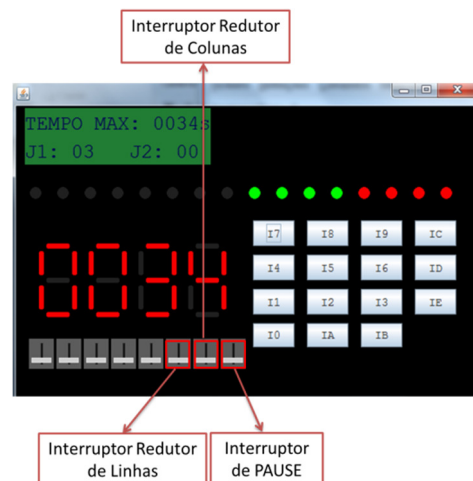 Interruptor Redutor
de Colunas
TEMPO MAX: 0034s
J1: 03 J2: 00
0034
I7 I8 I9 IC
I4 I5 I6 ID
I1 I2 I3 IE
I0 IA IB
Interruptor Redutor
de Linhas
Interruptor
de PAUSE